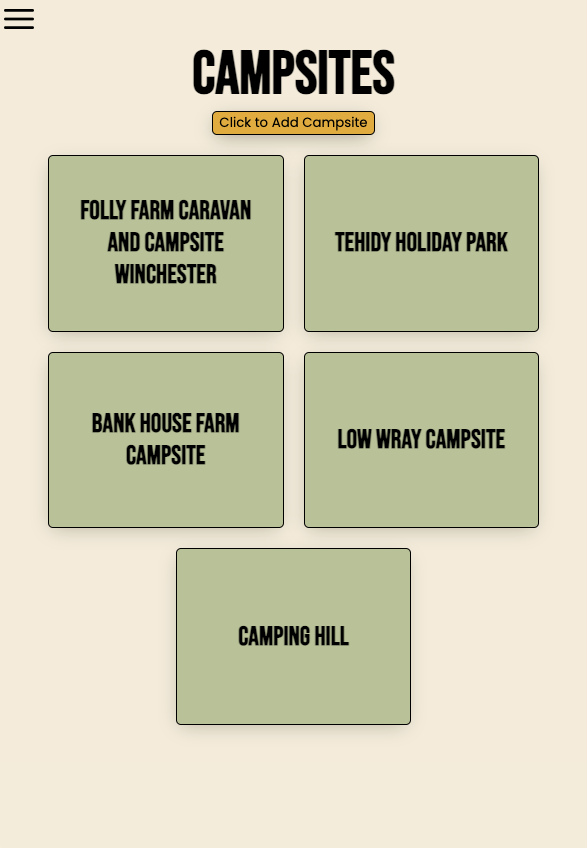 CAMPSITES
Click to Add Campsite
FOLLY FARM CARAVAN
AND CAMPSITE
WINCHESTER
TEHIDY HOLIDAY PARK
BANK HOUSE FARM
CAMPSITE
LOW WRAY CAMPSITE
CAMPING HILL